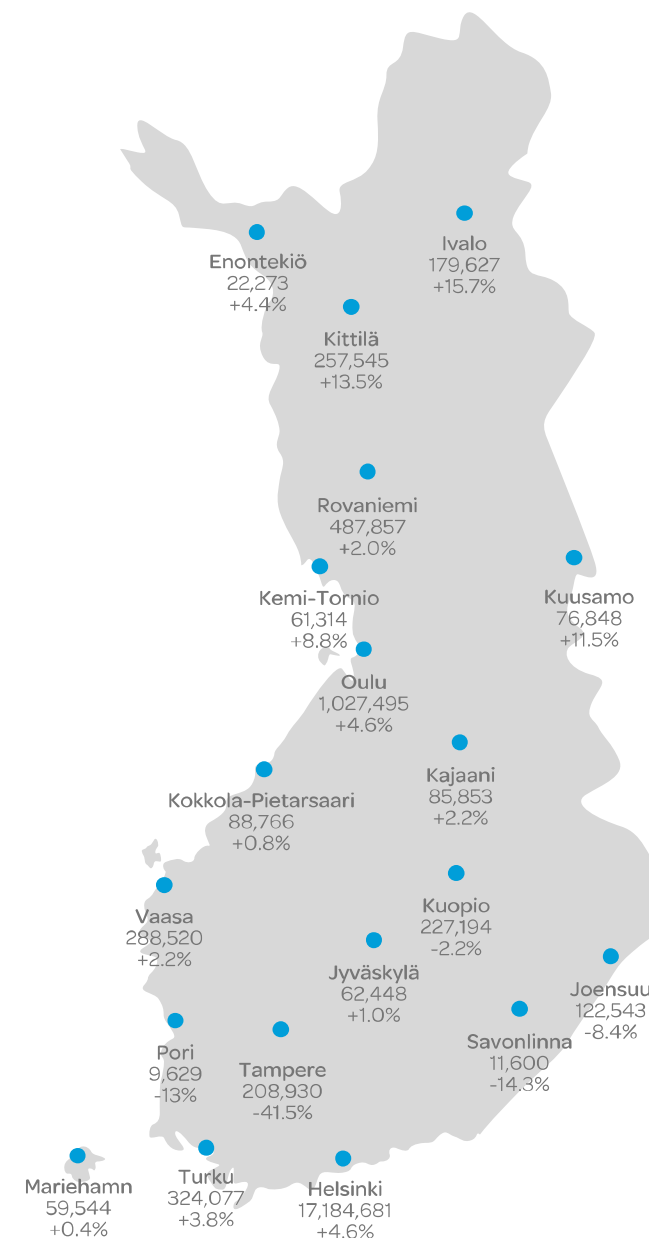 Ivalo
179,627
+15.7%
Enontekiö
22,273
+4.4%
Kittilä
257,545
+13.5%
Rovaniemi
487,857
+2.0%
Kemi-Tornio
61,314
+8.8%
Kuusamo
76,848
+11.5%
Oulu
1,027,495
+4.6%
Kajaani
85,853
+2.2%
Kokkola-Pietarsaari
88,766
+0.8%
Kuopio
227,194
-2.2%
Vaasa
288,520
+2.2%
Jyväskylä
62,448
+1.0%
Joensuu
122,543
-8.4%
Savonlinna
11,600
-14.3%
Pori
9,629
-13%
Tampere
208,930
-41.5%
Turku
324,077
+3.8%
Mariehamn
59,544
+0.4%
Helsinki
17,184,681
+4.6%